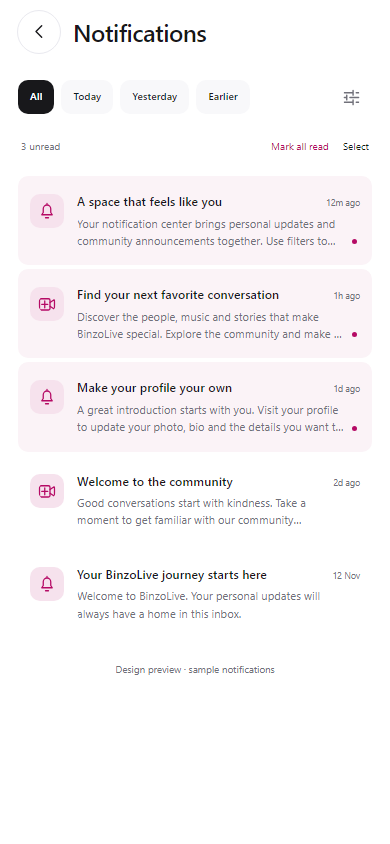 Notifications
All
Today
Yesterday
Earlier
3 unread
Mark all read
Select
A space that feels like you
12m ago
Your notification center brings personal updates and
community announcements together. Use filters to...
Find your next favorite conversation
1h ago
Discover the people, music and stories that make
BinzoLive special. Explore the community and make ...
Make your profile your own
1d ago
A great introduction starts with you. Visit your profile
to update your photo, bio and the details you want t...
Welcome to the community
2d ago
Good conversations start with kindness. Take a
moment to get familiar with our community...
Your BinzoLive journey starts here
12 Nov
Welcome to BinzoLive. Your personal updates will
always have a home in this inbox.
Design preview · sample notifications